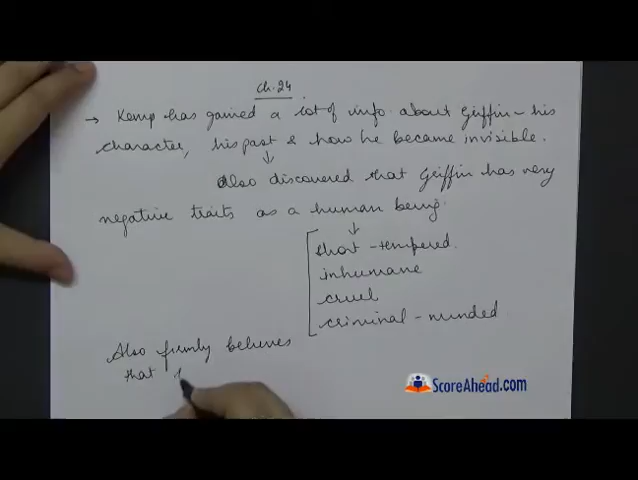 Ch. 24
→ Kemp has gained a lot of info about Griffin - his
character, his past & how he became invisible.
Also discovered that Griffin has very
negative traits as a human being.
short-tempered.
inhumane
cruel
criminal-minded
Also firmly believes
that
ScoreAhead.com